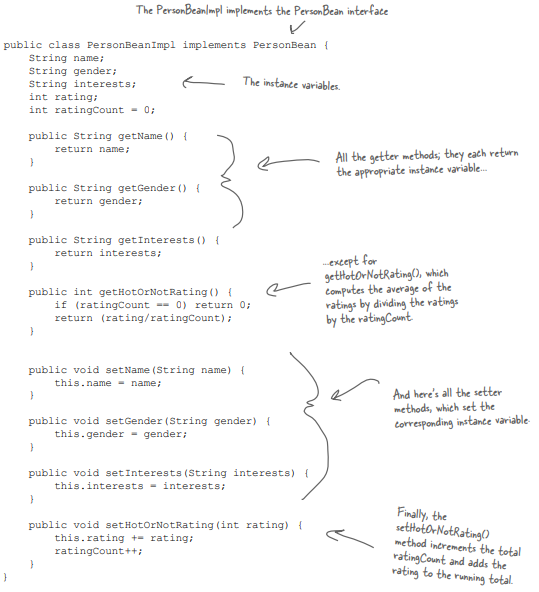 The PersonBeanImpl implements the PersonBean interface
public class PersonBeanImpl implements PersonBean {
String name;
String gender;
String interests;
The instance variables.
int rating;
int ratingCount = 0;
public String getName() {
return name;
}
All the getter methods; they each return
the appropriate instance variable...
public String getGender() {
return gender;
}
public String getInterests() {
return interests;
}
...except for
getHotOrNotRating(), which
computes the average of the
ratings by dividing the ratings
by the ratingCount.
public int getHotOrNotRating() {
if (ratingCount == 0) return 0;
return (rating/ratingCount);
}
public void setName(String name) {
this.name = name;
}
And here's all the setter
methods, which set the
corresponding instance variable.
public void setGender(String gender) {
this.gender = gender;
}
public void setInterests(String interests) {
this.interests = interests;
}
public void setHotOrNotRating(int rating) {
this.rating += rating;
ratingCount++;
}
}
Finally, the
setHotOrNotRating()
method increments the total
ratingCount and adds the
rating to the running total.